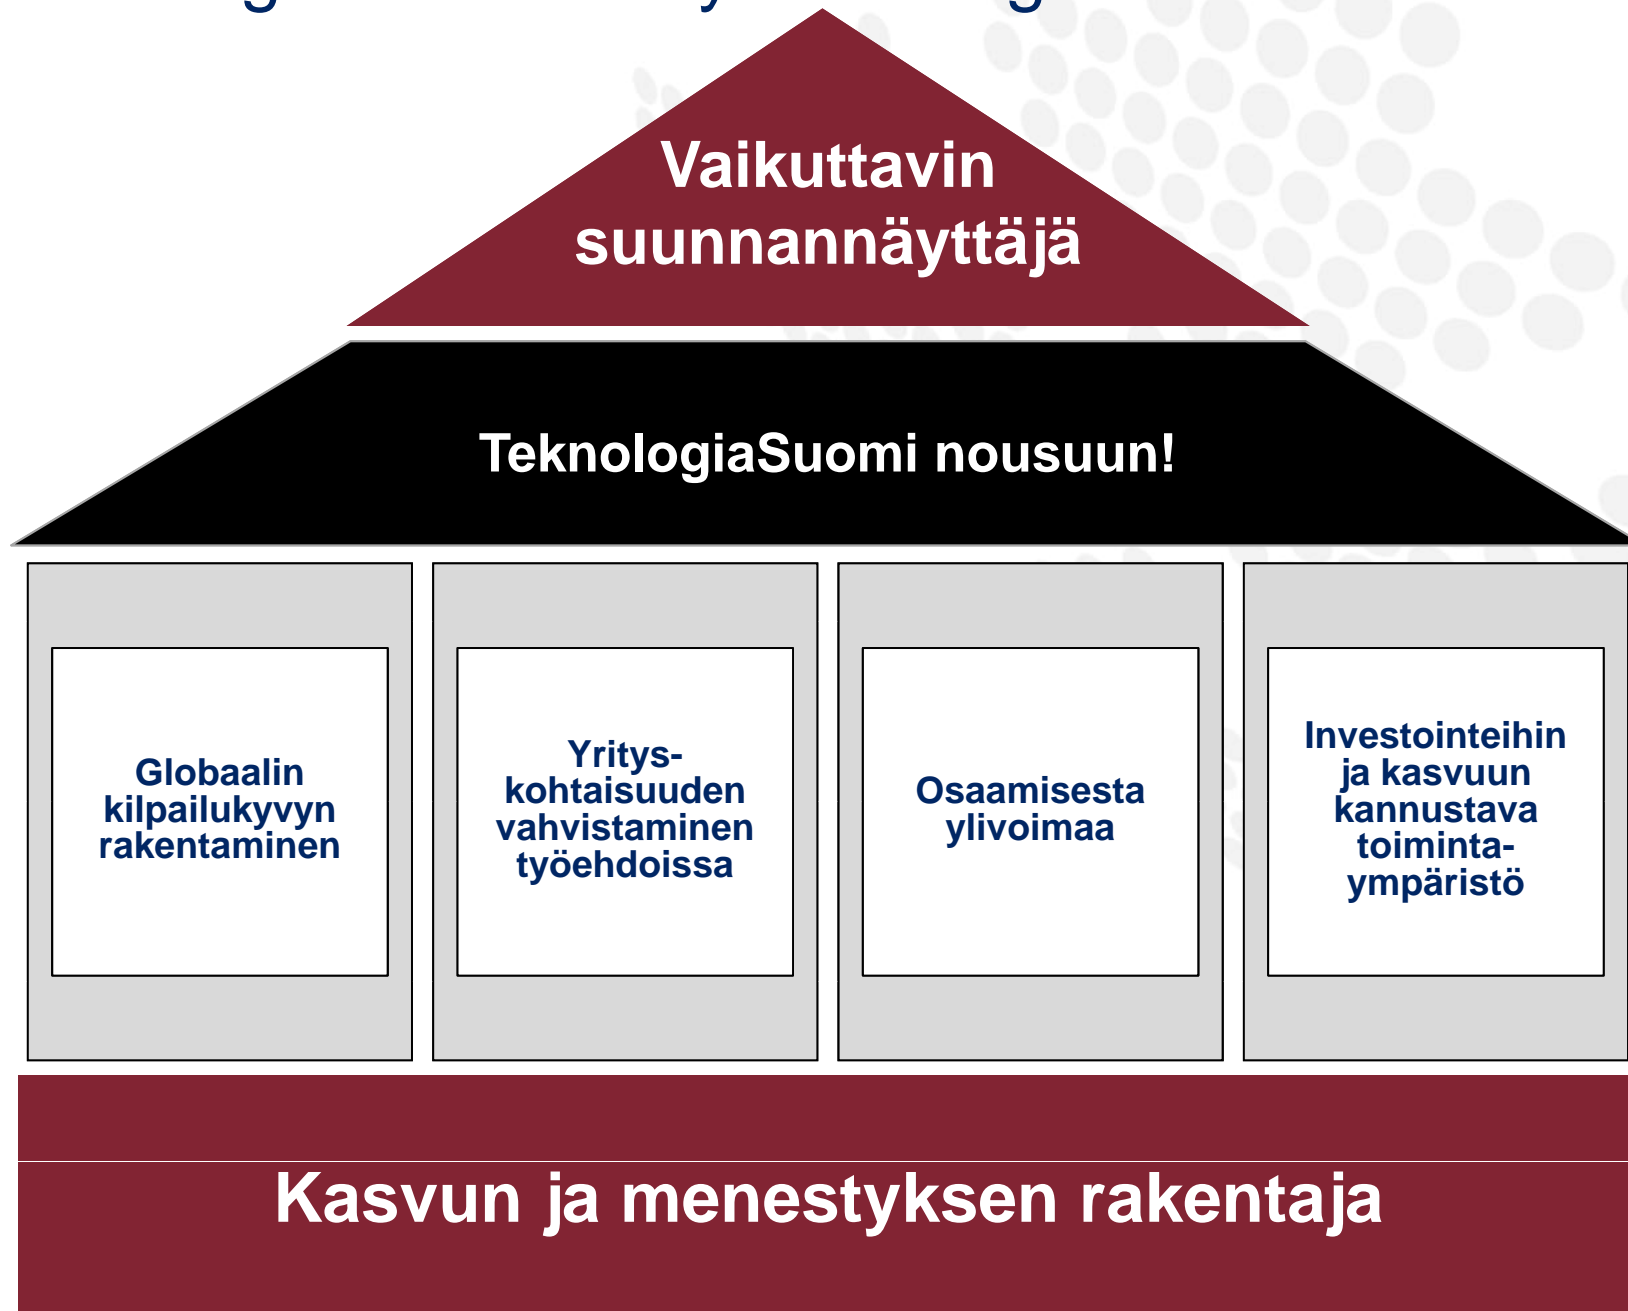 Vaikuttavin
suunnannäyttäjä
TeknologiaSuomi nousuun!
Globaalin
kilpailukyvyn
rakentaminen
Yritys-
kohtaisuuden
vahvistaminen
työehdoissa
Osaamisesta
ylivoimaa
Investointeihin
ja kasvuun
kannustava
toiminta-
ympäristö
Kasvun ja menestyksen rakentaja